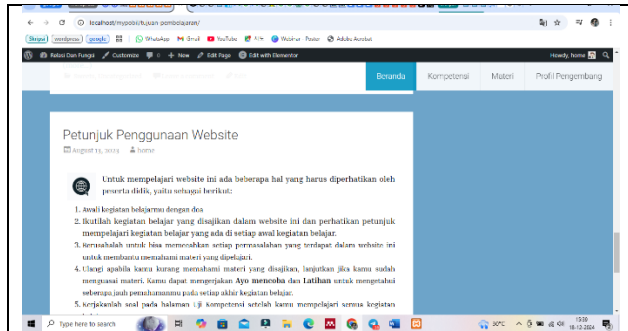 localhost/mypobil/tujuan-pembelajaran/
Skripsi wordpress google WhatsApp Gmail YouTube Webinar Poster Adobe Acrobat
Relasi Dan Fungsi Customize 0 New Edit Page Edit with Elementor Howdy, home
Beranda Kompetensi Materi Profil Pengembang
Petunjuk Penggunaan Website
August 13, 2023 home
Untuk mempelajari website ini ada beberapa hal yang harus diperhatikan oleh
peserta didik, yaitu sebagai berikut:
1. Awali kegiatan belajarmu dengan doa
2. Ikutilah kegiatan belajar yang disajikan dalam website ini dan perhatikan petunjuk
mempelajari kegiatan belajar yang ada di setiap awal kegiatan belajar.
3. Berusahalah untuk bisa memecahkan setiap permasalahan yang terdapat dalam website ini
untuk membantu memahami materi yang dipelajari.
4. Ulangi apabila kamu kurang memahami materi yang disajikan, lanjutkan jika kamu sudah
menguasai materi. Kamu dapat mengerjakan Ayo mencoba dan Latihan untuk mengetahui
seberapa jauh pemahamanmu pada setiap akhir kegiatan belajar.
5. Kerjakanlah soal pada halaman Uji Kompetensi setelah kamu mempelajari semua kegiatan
Type here to search
30°C
15:30
18-12-2024